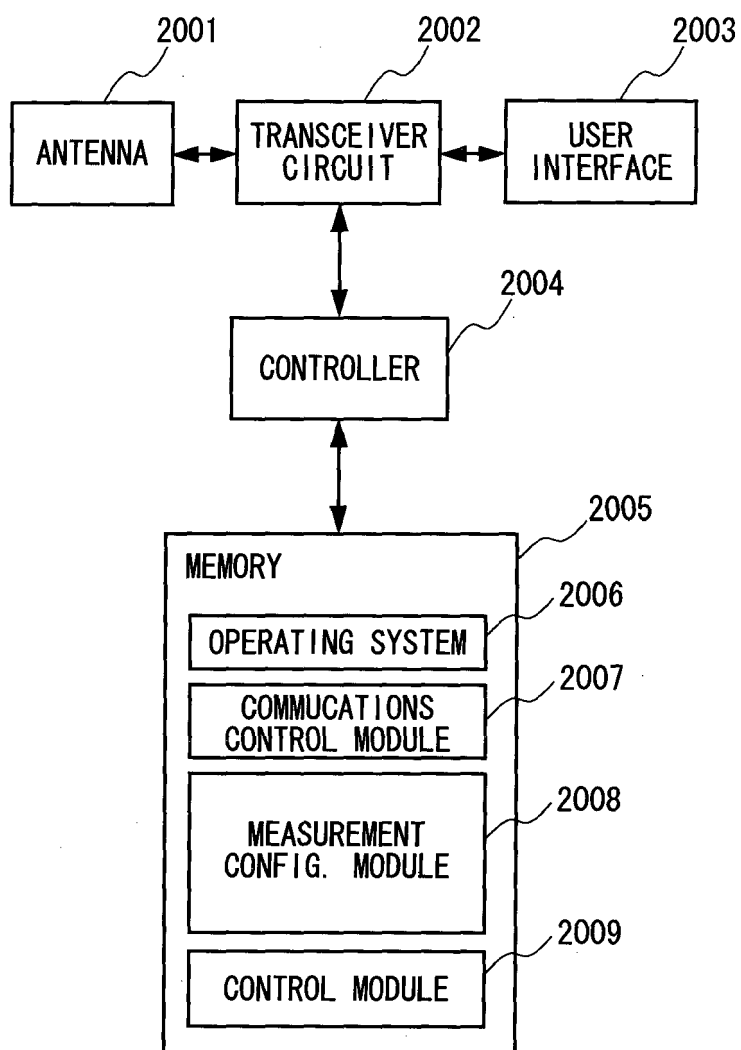 2001
2002
2003
ANTENNA
TRANSCEIVER
CIRCUIT
USER
INTERFACE
2004
CONTROLLER
2005
MEMORY
2006
OPERATING SYSTEM
2007
COMMUCATIONS
CONTROL MODULE
2008
MEASUREMENT
CONFIG. MODULE
2009
CONTROL MODULE